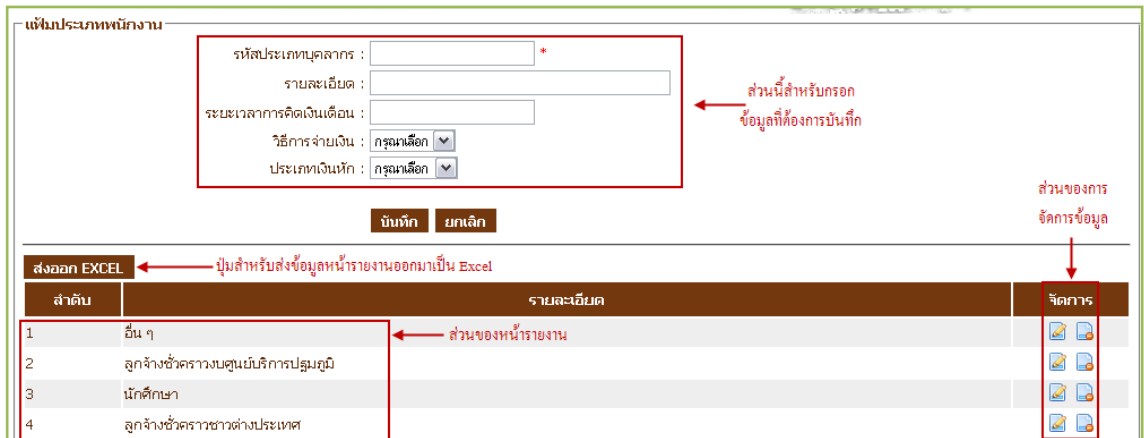 แฟ้มประเภทพนักงาน
รหัสประเภทบุคลากร : *
รายละเอียด :
ระยะเวลาการคิดเงินเดือน :
วิธีการจ่ายเงิน : กรุณาเลือก
ประเภทเงินหัก : กรุณาเลือก
ส่วนนี้สำหรับกรอก
ข้อมูลที่ต้องการบันทึก
บันทึก ยกเลิก
ส่วนของการ
จัดการข้อมูล
ส่งออก EXCEL ปุ่มสำหรับส่งข้อมูลหน้ารายงานออกมาเป็น Excel
ลำดับ รายละเอียด จัดการ
1 อื่น ๆ ส่วนของหน้ารายงาน
2 ลูกจ้างชั่วคราวงบศูนย์บริการปฐมภูมิ
3 นักศึกษา
4 ลูกจ้างชั่วคราวชาวต่างประเทศ